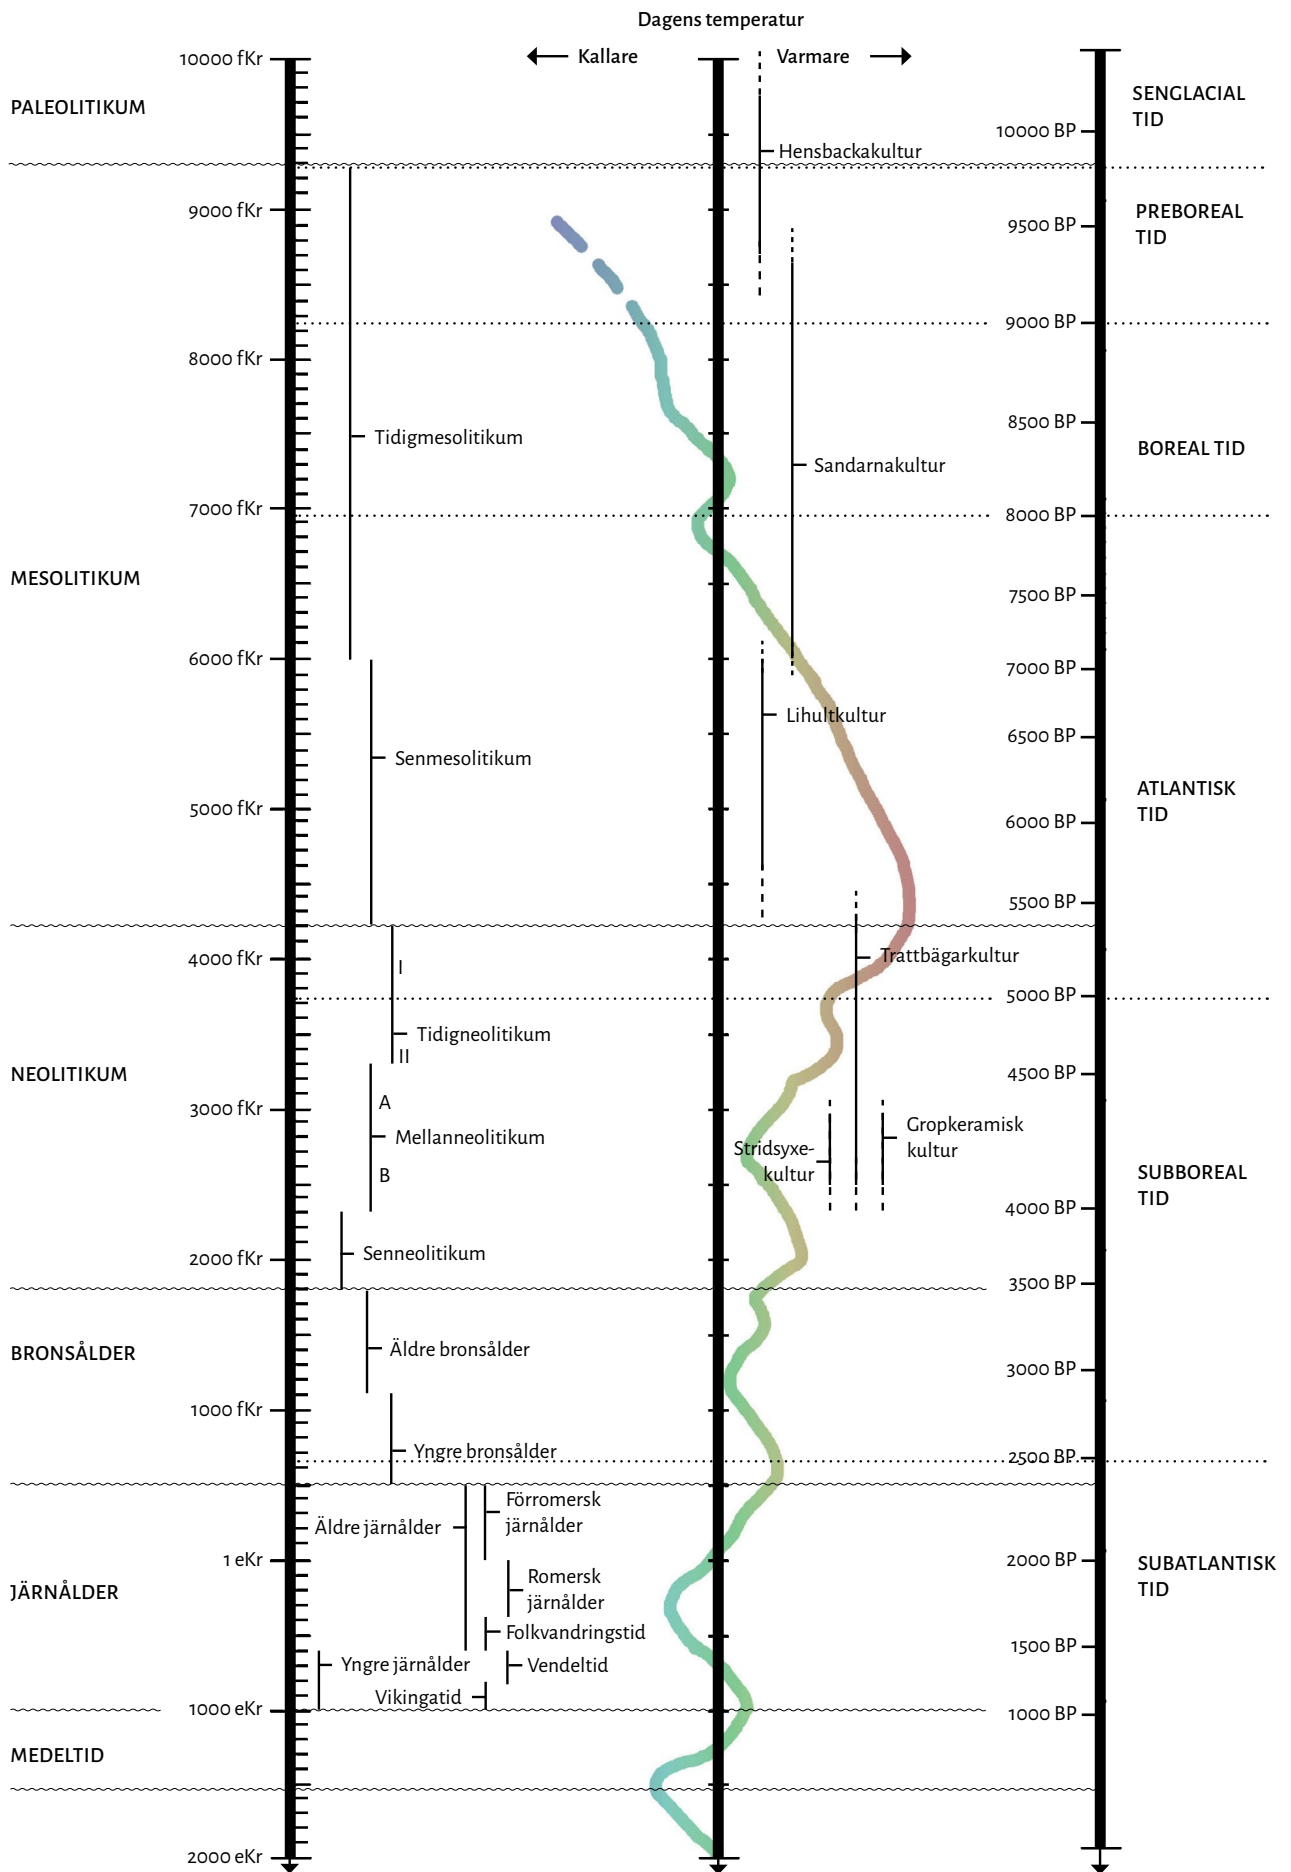 Dagens temperatur
Kallare
Varmare
10000 fKr
PALEOLITIKUM
SENGLACIAL
TID
10000 BP
Hensbackakultur
9000 fKr
PREBOREAL
TID
9500 BP
9000 BP
8000 fKr
8500 BP
Tidigmesolitikum
BOREAL TID
Sandarnakultur
7000 fKr
8000 BP
MESOLITIKUM
7500 BP
6000 fKr
7000 BP
Lihultkultur
6500 BP
Senmesolitikum
ATLANTISK
TID
5000 fKr
6000 BP
5500 BP
4000 fKr
I
Trattbägarkultur
5000 BP
Tidigneolitikum
II
NEOLITIKUM
4500 BP
3000 fKr
A
Mellanneolitikum
B
Stridsyxe-
kultur
Gropkeramisk
kultur
SUBBOREAL
TID
4000 BP
2000 fKr
Senneolitikum
3500 BP
BRONSÅLDER
Äldre bronsålder
3000 BP
1000 fKr
Yngre bronsålder
2500 BP
Förromersk
järnålder
Äldre järnålder
1 eKr
2000 BP
SUBATLANTISK
TID
JÄRNÅLDER
Romersk
järnålder
Folkvandringstid
1500 BP
Yngre järnålder
Vendeltid
Vikingatid
1000 eKr
1000 BP
MEDELTID
2000 eKr